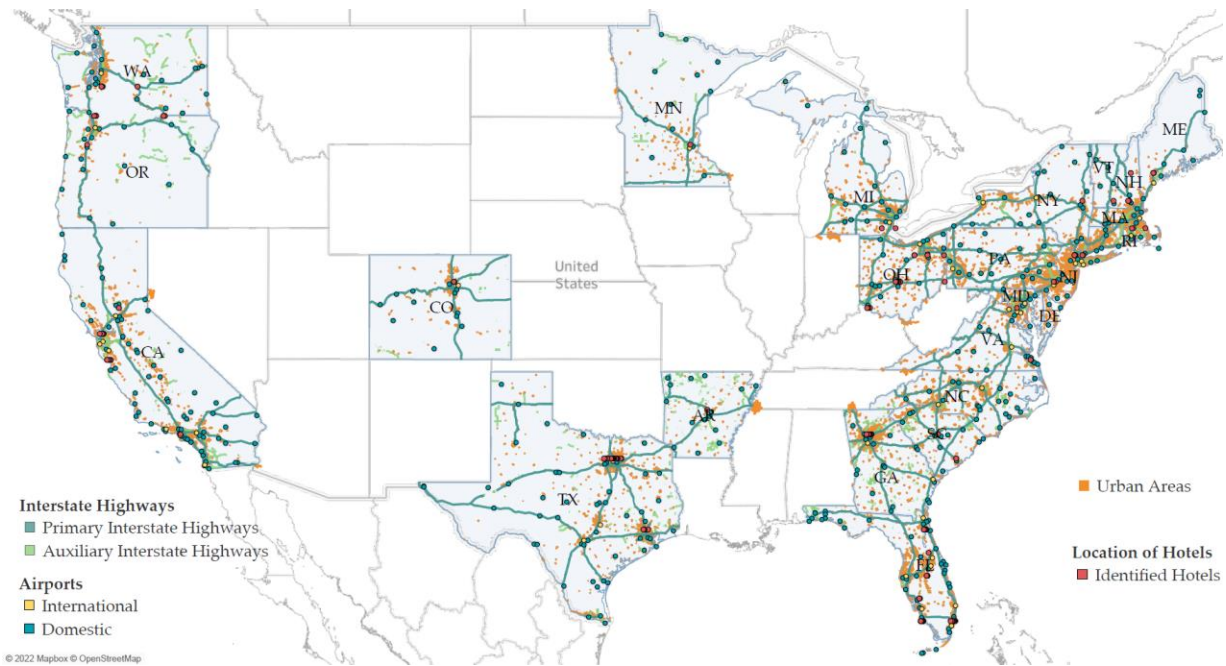 WA
MN
ME
OR
VT
NH
NY
MI
MA
RI
PA
OH
NJ
United
States
CO
MD
DE
VA
CA
NC
AR
SC
GA
TX
FL
Interstate Highways
Primary Interstate Highways
Auxiliary Interstate Highways
Airports
International
Domestic
Urban Areas
Location of Hotels
Identified Hotels
© 2022 Mapbox © OpenStreetMap